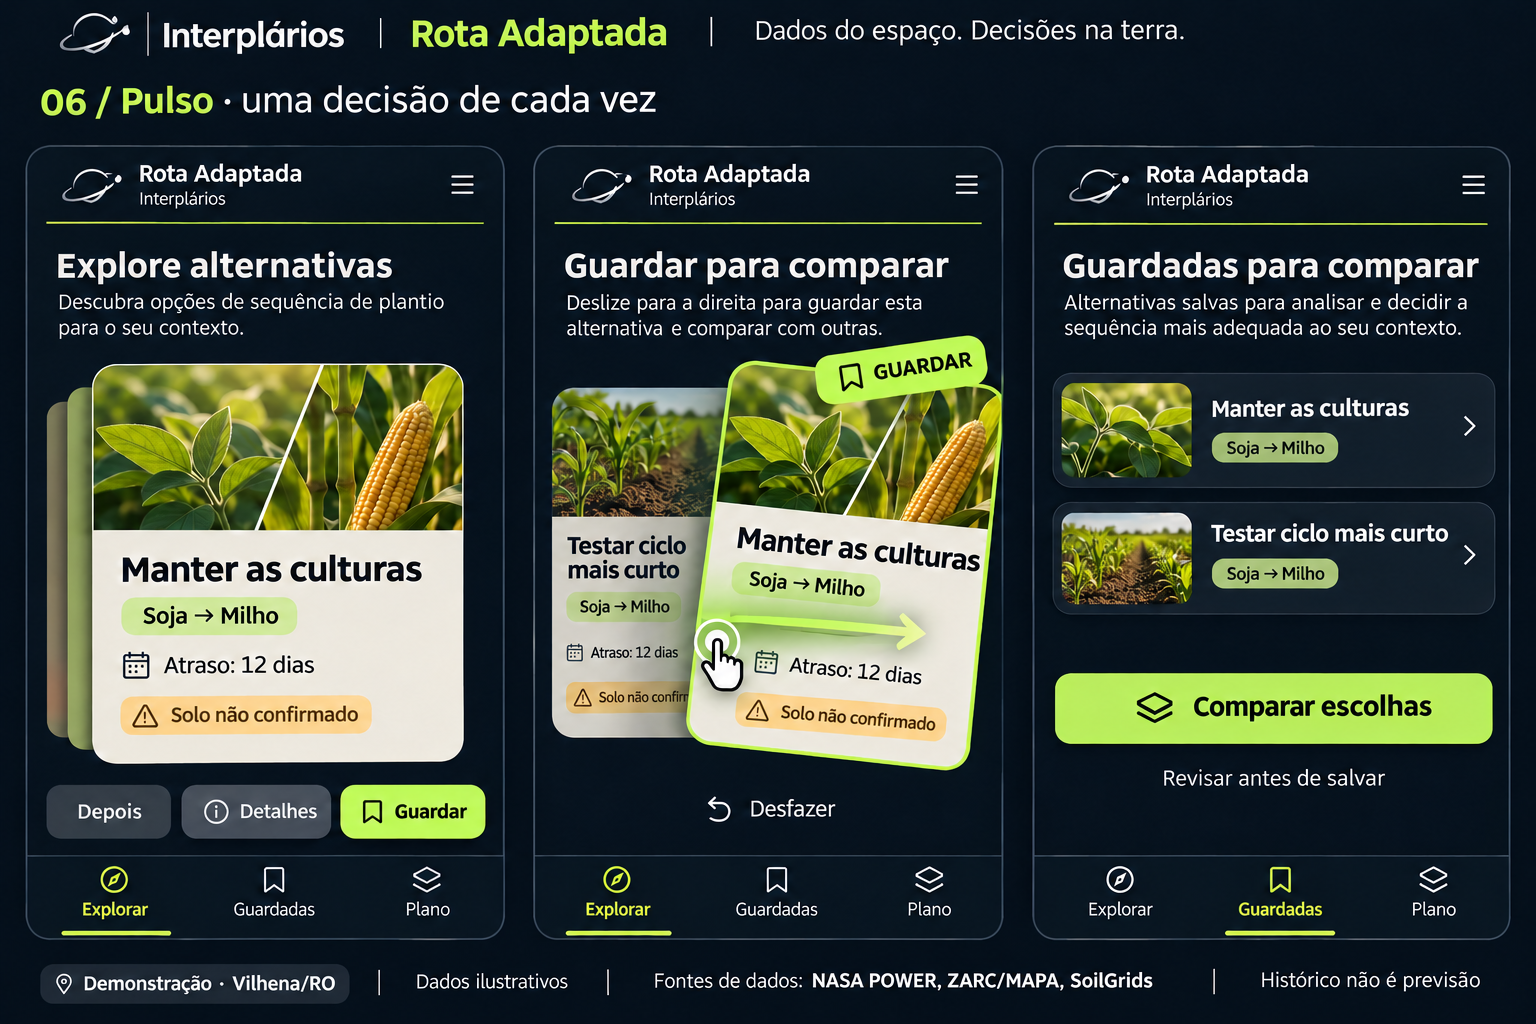 Interplários | Rota Adaptada | Dados do espaço. Decisões na terra.
06 / Pulso · uma decisão de cada vez
Rota Adaptada
Interplários
Explore alternativas
Descubra opções de sequência de plantio
para o seu contexto.
Manter as culturas
Soja → Milho
Atraso: 12 dias
Solo não confirmado
Depois
Detalhes
Guardar
Explorar
Guardadas
Plano
Rota Adaptada
Interplários
Guardar para comparar
Deslize para a direita para guardar esta
alternativa e comparar com outras.
GUARDAR
Testar ciclo
mais curto
Soja → Milho
Atraso: 12 dias
Solo não confirm
Manter as culturas
Soja → Milho
Atraso: 12 dias
Solo não confirmado
Desfazer
Explorar
Guardadas
Plano
Rota Adaptada
Interplários
Guardadas para comparar
Alternativas salvas para analisar e decidir a
sequência mais adequada ao seu contexto.
Manter as culturas
Soja → Milho
Testar ciclo mais curto
Soja → Milho
Comparar escolhas
Revisar antes de salvar
Explorar
Guardadas
Plano
Demonstração · Vilhena/RO | Dados ilustrativos | Fontes de dados: NASA POWER, ZARC/MAPA, SoilGrids | Histórico não é previsão